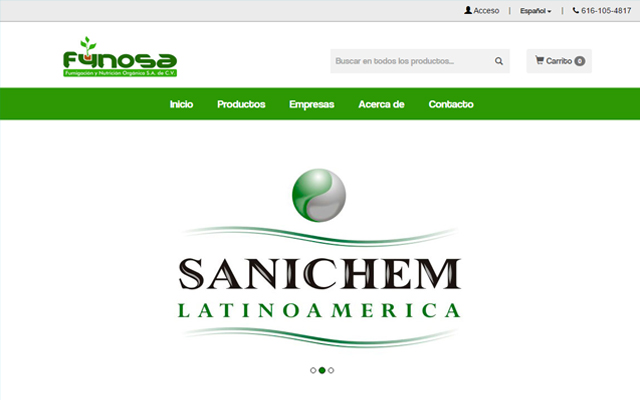 Acceso | Español | 616-105-4817
Fynosa
Fumigación y Nutrición Orgánica S.A. de C.V.
Buscar en todos los productos...
Carrito 0
Inicio Productos Empresas Acerca de Contacto
SANICHEM
LATINOAMERICA